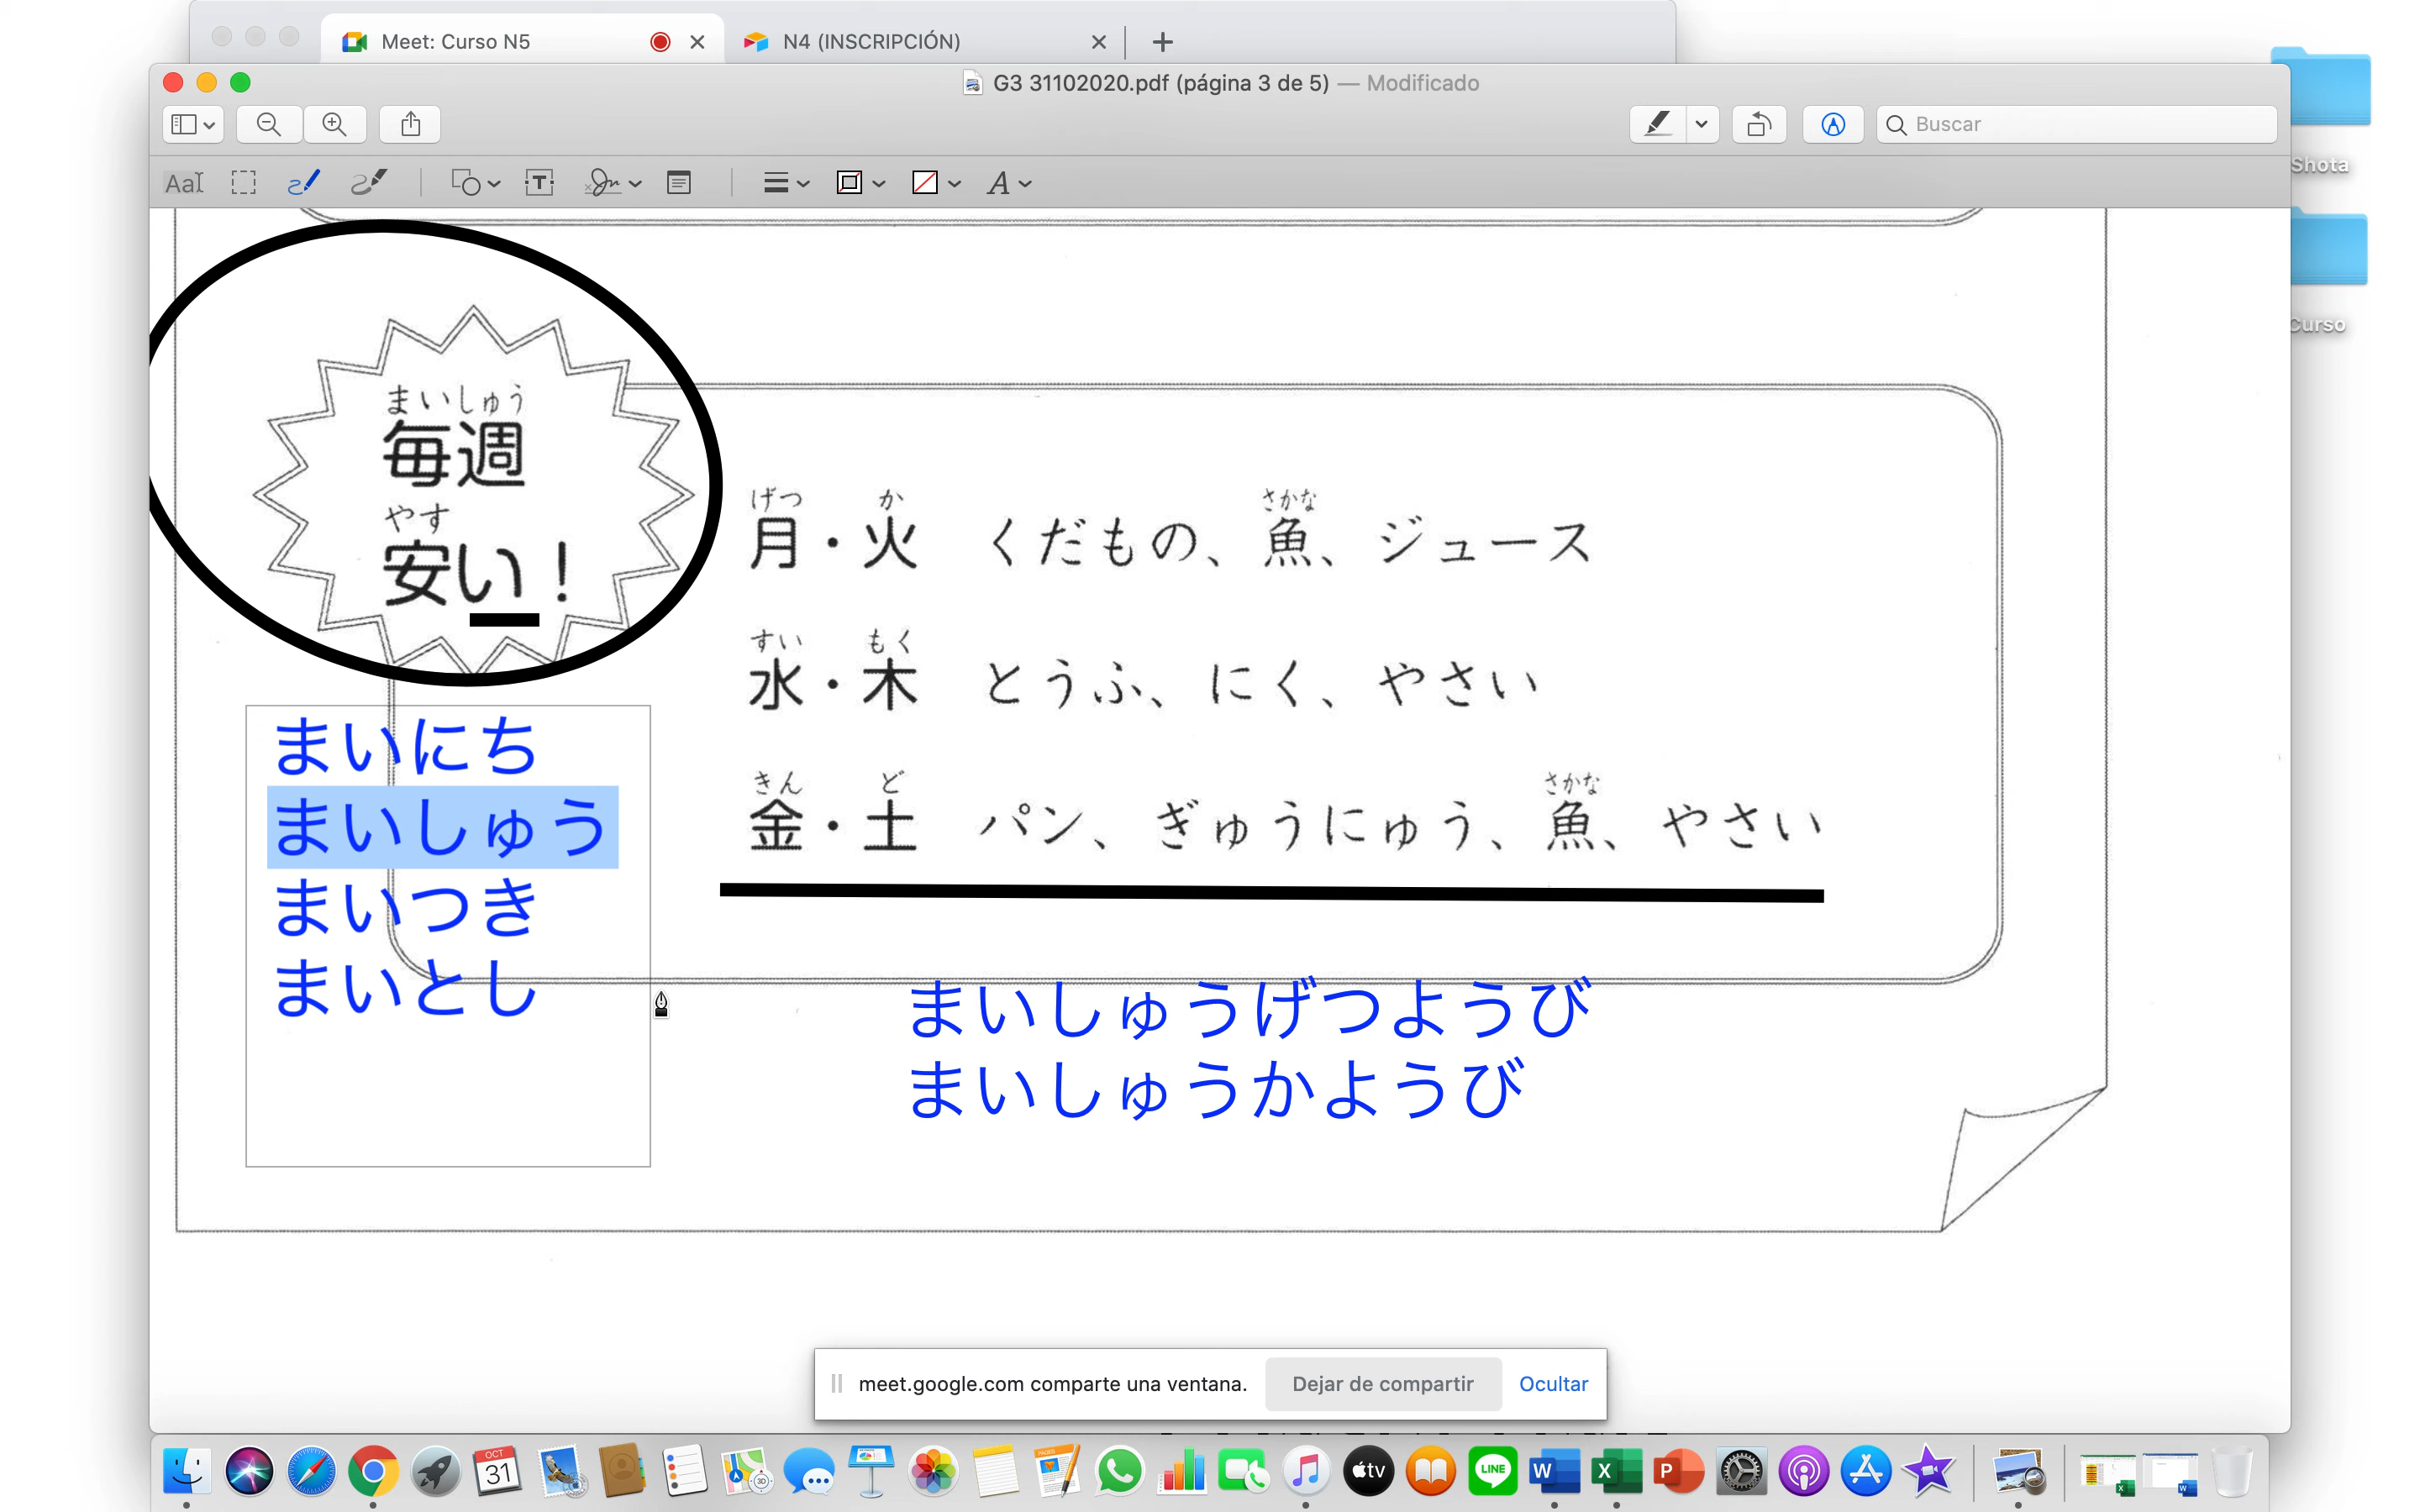 Meet: Curso N5
N4 (INSCRIPCIÓN)
G3 31102020.pdf (página 3 de 5) — Modificado
Buscar
Shota
Curso
まいしゅう
毎週
やす
安い！
げつ か さかな
月・火 くだもの、魚、ジュース
すい もく
水・木 とうふ、にく、やさい
きん ど さかな
金・土 パン、ぎゅうにゅう、魚、やさい
まいにち
まいしゅう
まいつき
まいとし
まいしゅうげつようび
まいしゅうかようび
meet.google.com comparte una ventana.
Dejar de compartir
Ocultar
OCT
31
PAGES
3D
tv
LINE
W
X
P
X
W